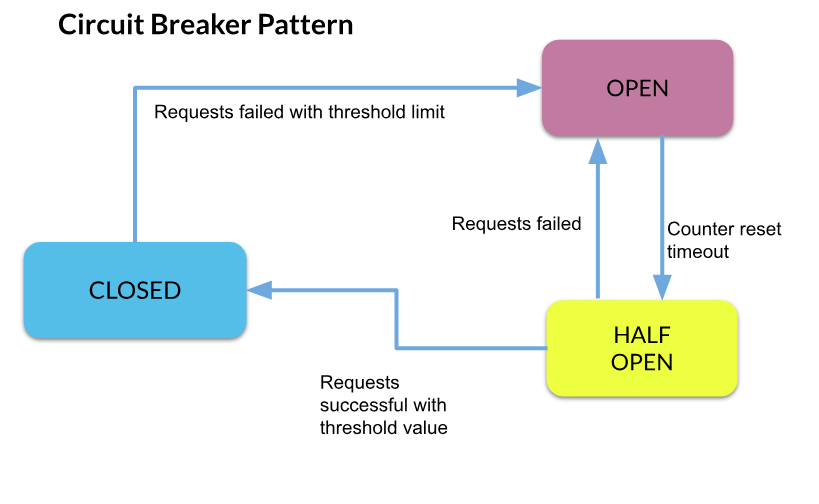 Circuit Breaker Pattern
OPEN
Requests failed with threshold limit
Requests failed
Counter reset
timeout
CLOSED
HALF
OPEN
Requests
successful with
threshold value